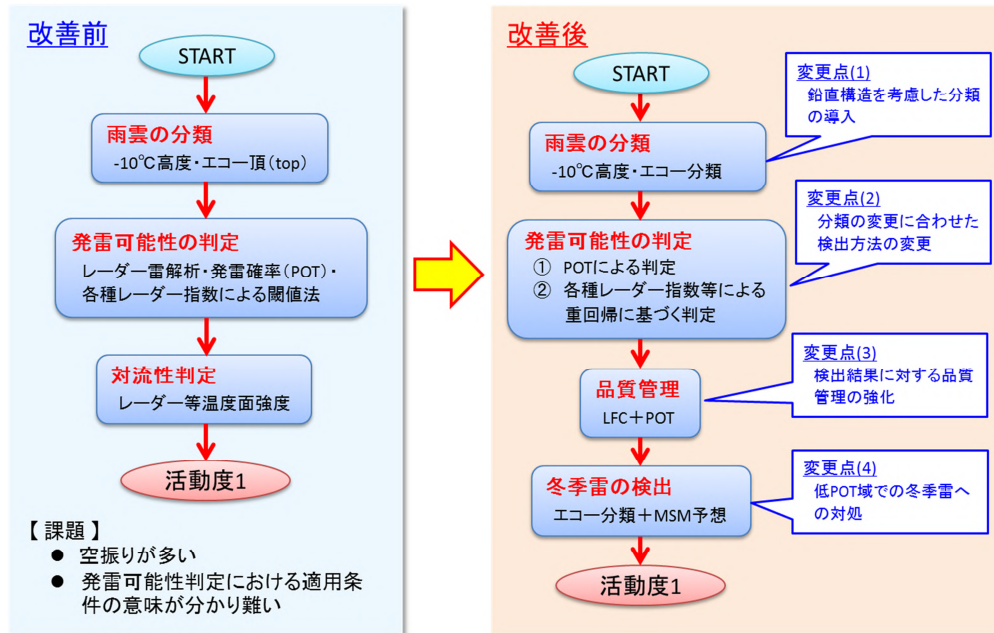 改善前
START
雨雲の分類
-10℃高度・エコー頂(top)
発雷可能性の判定
レーダー雷解析・発雷確率(POT)・
各種レーダー指数による閾値法
対流性判定
レーダー等温度面強度
活動度1
【 課題 】
● 空振りが多い
● 発雷可能性判定における適用条
件の意味が分かり難い
改善後
START
雨雲の分類
-10℃高度・エコー分類
発雷可能性の判定
① POTによる判定
② 各種レーダー指数等による
重回帰に基づく判定
品質管理
LFC+POT
冬季雷の検出
エコー分類+MSM予想
活動度1
変更点(1)
鉛直構造を考慮した分類
の導入
変更点(2)
分類の変更に合わせた
検出方法の変更
変更点(3)
検出結果に対する品質
管理の強化
変更点(4)
低POT域での冬季雷へ
の対処